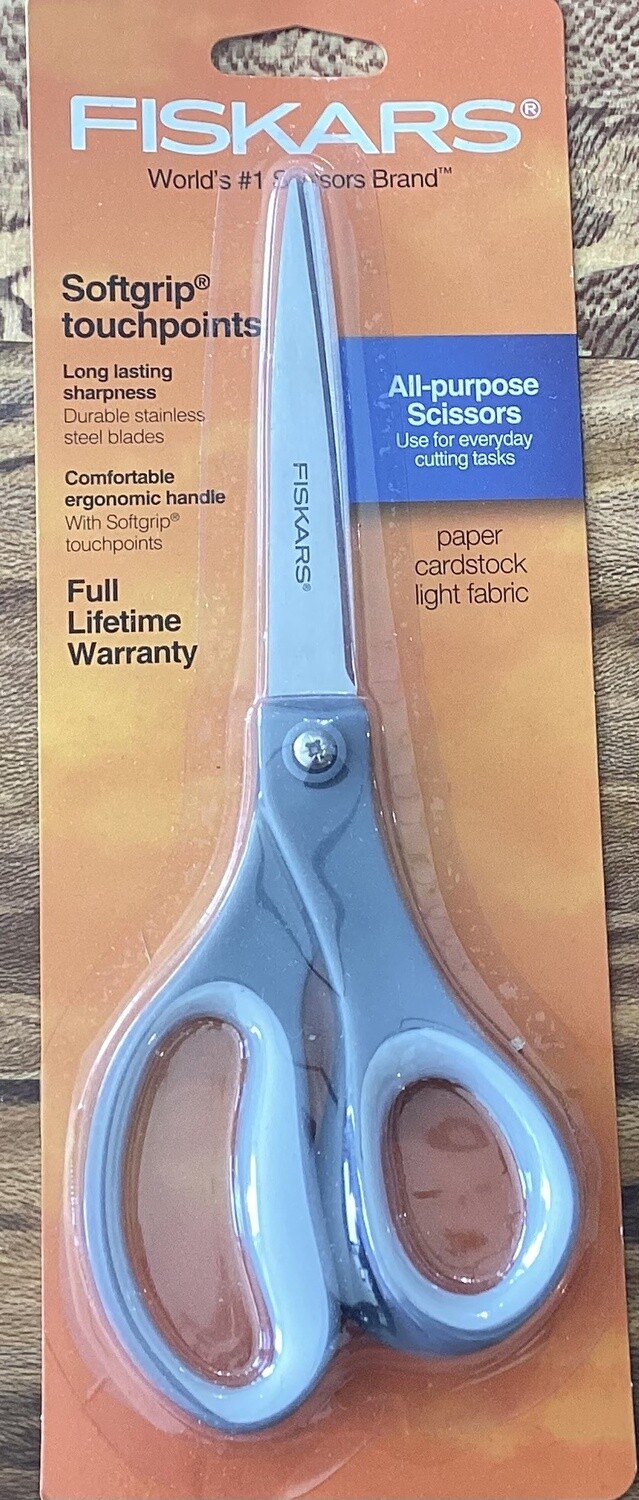 FISKARS®
World's #1 Scissors Brand™
Softgrip®
touchpoints
Long lasting
sharpness
Durable stainless
steel blades
Comfortable
ergonomic handle
With Softgrip®
touchpoints
Full
Lifetime
Warranty
All-purpose
Scissors
Use for everyday
cutting tasks
paper
cardstock
light fabric
FISKARS®